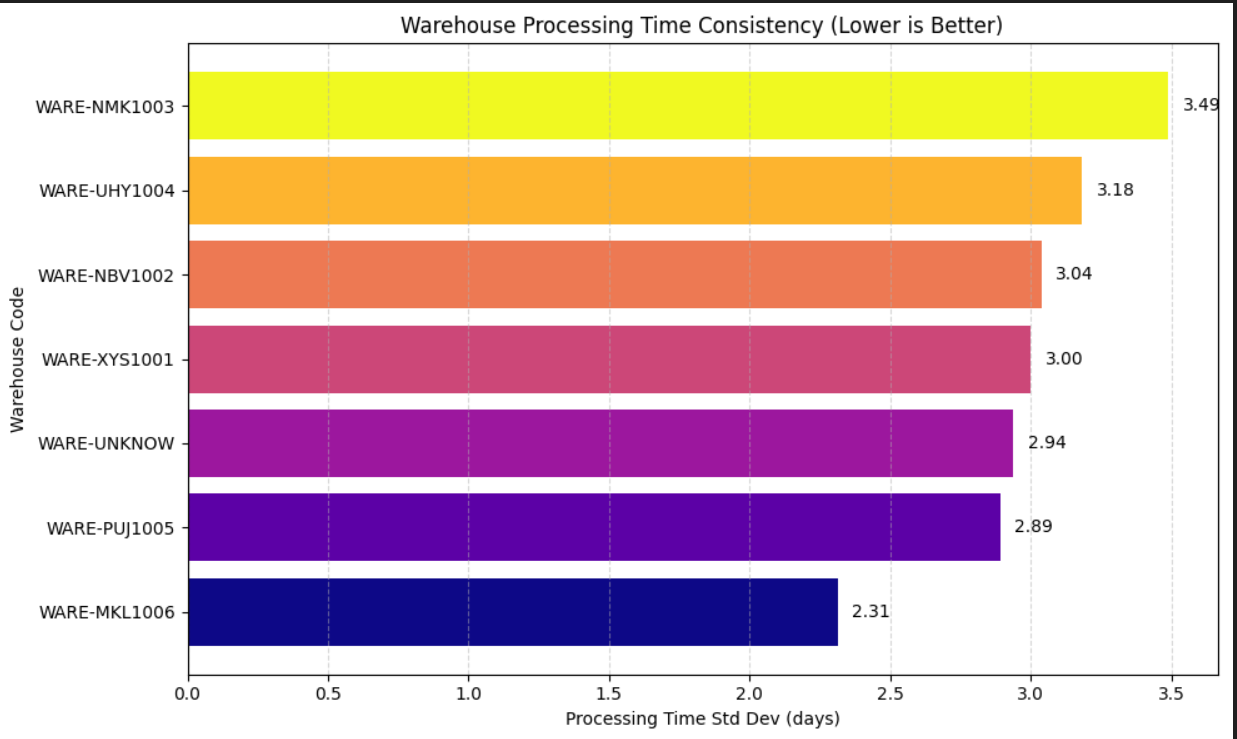 Warehouse Processing Time Consistency (Lower is Better)
Warehouse Code
WARE-NMK1003 3.49
WARE-UHY1004 3.18
WARE-NBV1002 3.04
WARE-XYS1001 3.00
WARE-UNKNOW 2.94
WARE-PUJ1005 2.89
WARE-MKL1006 2.31
0.0 0.5 1.0 1.5 2.0 2.5 3.0 3.5
Processing Time Std Dev (days)